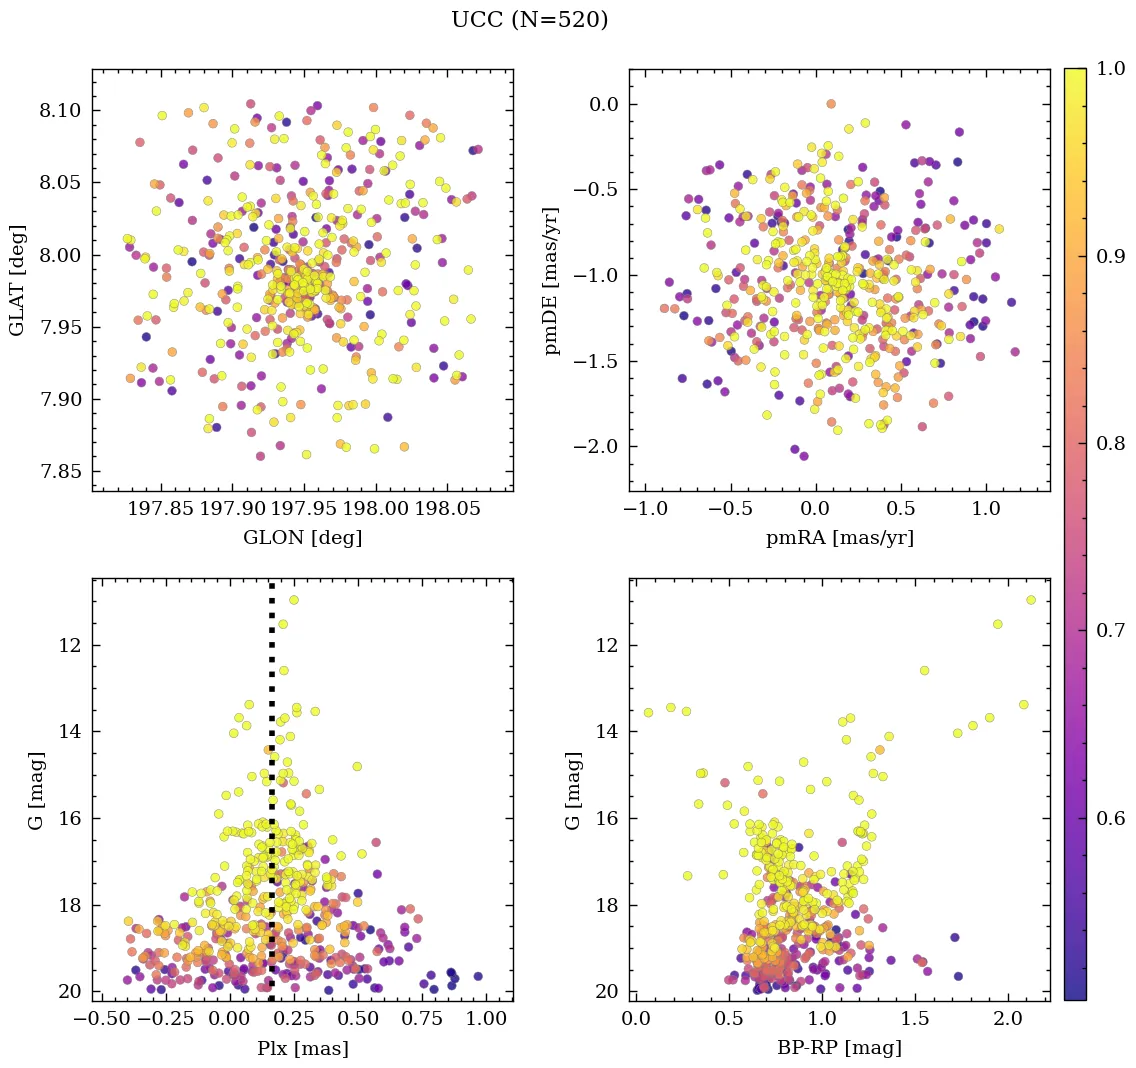 UCC (N=520)
8.10
8.05
8.00
7.95
7.90
7.85
GLAT [deg]
197.85 197.90 197.95 198.00 198.05
GLON [deg]
0.0
−0.5
−1.0
−1.5
−2.0
pmDE [mas/yr]
−1.0 −0.5 0.0 0.5 1.0
pmRA [mas/yr]
1.0
0.9
0.8
0.7
0.6
12
14
16
18
20
G [mag]
−0.50 −0.25 0.00 0.25 0.50 0.75 1.00
Plx [mas]
12
14
16
18
20
G [mag]
0.0 0.5 1.0 1.5 2.0
BP-RP [mag]